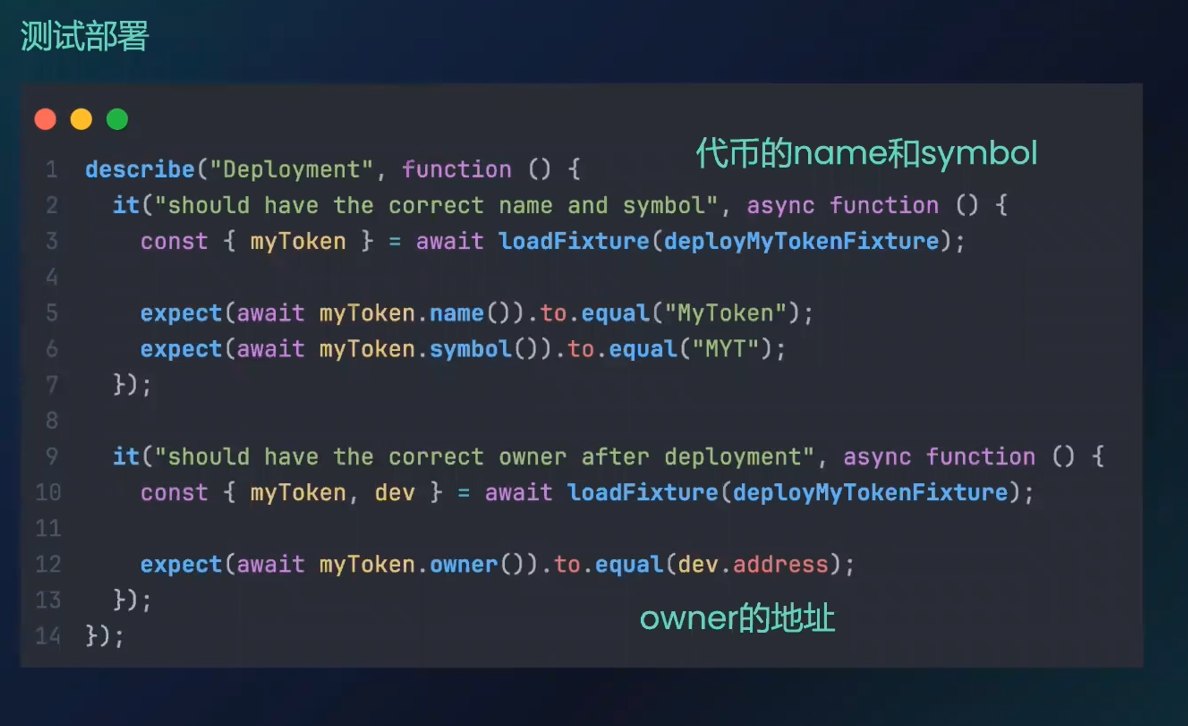 测试部署
代币的name和symbol
1 describe("Deployment", function () {
2   it("should have the correct name and symbol", async function () {
3     const { myToken } = await loadFixture(deployMyTokenFixture);
4
5     expect(await myToken.name()).to.equal("MyToken");
6     expect(await myToken.symbol()).to.equal("MYT");
7   });
8
9   it("should have the correct owner after deployment", async function () {
10     const { myToken, dev } = await loadFixture(deployMyTokenFixture);
11
12     expect(await myToken.owner()).to.equal(dev.address);
13   });
owner的地址
14 });